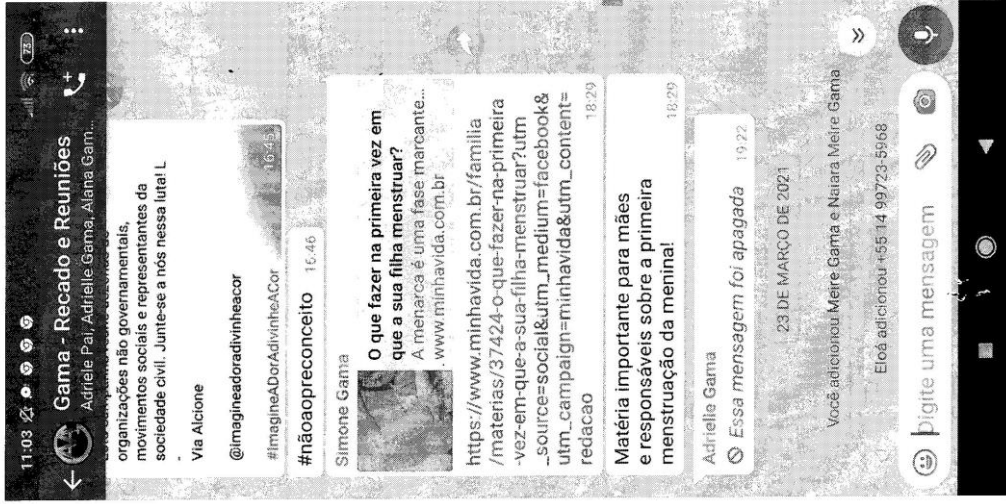 11:03
73
Gama - Recado e Reuniões
Adriele Pai, Adrielle Gama, Alana Gam...
organizações não governamentais,
movimentos sociais e representantes da
sociedade civil. Junte-se a nós nessa luta! L
-
Via Alcione
@imagineadoradivinheacor
#ImagineADorAdivinheACor
16:45
#nãoaopreconceito
16:46
Simone Gama
O que fazer na primeira vez em
que a sua filha menstruar?
A menarca é uma fase marcante...
www.minhavida.com.br
https://www.minhavida.com.br/familia
/materias/37424-o-que-fazer-na-primeira
-vez-em-que-a-sua-filha-menstruar?utm
_source=social&utm_medium=facebook&
utm_campaign=minhavida&utm_content=
redacao
18:29
Matéria importante para mães
e responsáveis sobre a primeira
menstruação da menina!
18:29
Adrielle Gama
Essa mensagem foi apagada
19:22
23 DE MARÇO DE 2021
Você adicionou Meire Gama e Naiara Meire Gama
Eloá adicionou +55 14 99723-5968
Digite uma mensagem